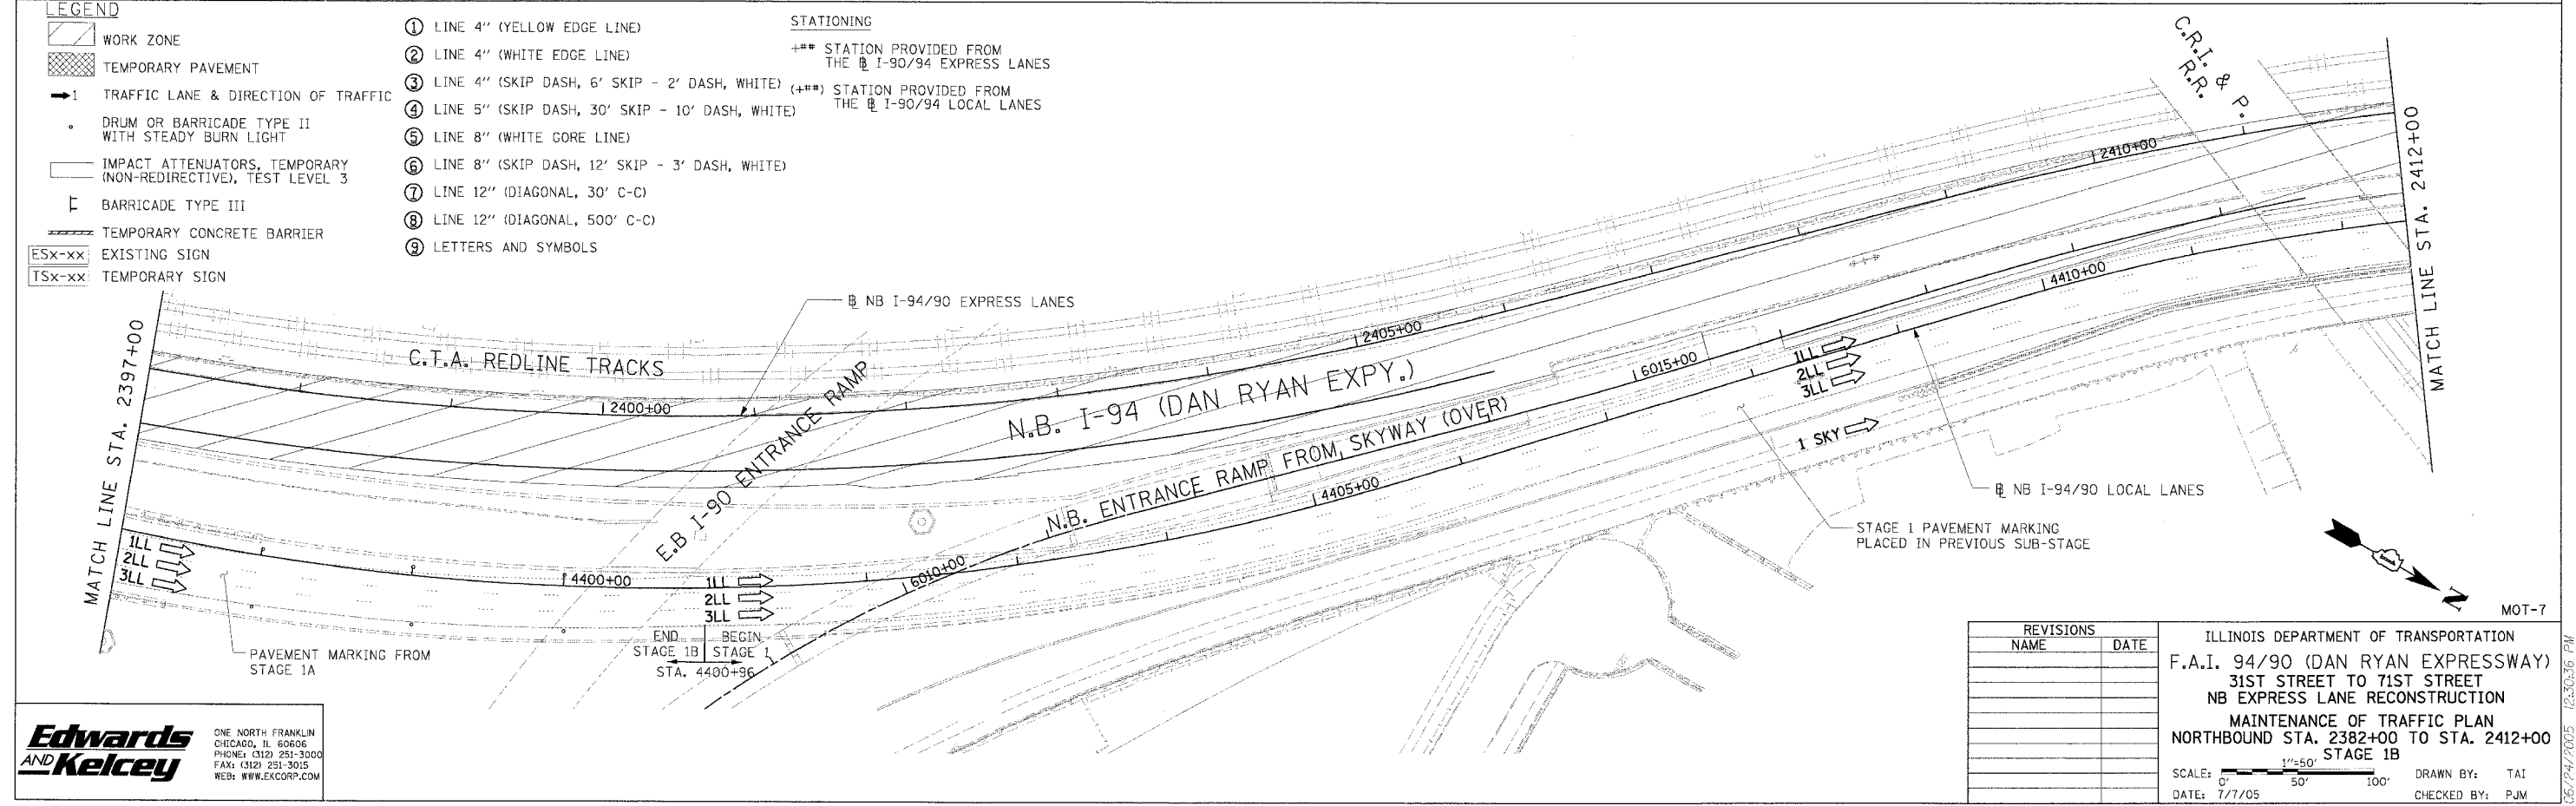 LEGEND
WORK ZONE
TEMPORARY PAVEMENT
1 TRAFFIC LANE & DIRECTION OF TRAFFIC
DRUM OR BARRICADE TYPE II
WITH STEADY BURN LIGHT
IMPACT ATTENUATORS, TEMPORARY
(NON-REDIRECTIVE), TEST LEVEL 3
BARRICADE TYPE III
TEMPORARY CONCRETE BARRIER
ESx-xx EXISTING SIGN
TSx-xx TEMPORARY SIGN
① LINE 4" (YELLOW EDGE LINE)
② LINE 4" (WHITE EDGE LINE)
③ LINE 4" (SKIP DASH, 6' SKIP - 2' DASH, WHITE)
④ LINE 5" (SKIP DASH, 30' SKIP - 10' DASH, WHITE)
⑤ LINE 8" (WHITE GORE LINE)
⑥ LINE 8" (SKIP DASH, 12' SKIP - 3' DASH, WHITE)
⑦ LINE 12" (DIAGONAL, 30' C-C)
⑧ LINE 12" (DIAGONAL, 500' C-C)
⑨ LETTERS AND SYMBOLS
STATIONING
+## STATION PROVIDED FROM
THE ℄ I-90/94 EXPRESS LANES
(+##) STATION PROVIDED FROM
THE ℄ I-90/94 LOCAL LANES
C.R.I. & P.
R.R.
MATCH LINE STA. 2412+00
2410+00
4410+00
℄ NB I-94/90 EXPRESS LANES
MATCH LINE STA. 2397+00
C.T.A. REDLINE TRACKS
2400+00
2405+00
E.B I-90 ENTRANCE RAMP
N.B. I-94 (DAN RYAN EXPY.)
N.B. ENTRANCE RAMP FROM SKYWAY (OVER)
6015+00
1LL
2LL
3LL
1 SKY
4405+00
℄ NB I-94/90 LOCAL LANES
STAGE 1 PAVEMENT MARKING
PLACED IN PREVIOUS SUB-STAGE
1LL
2LL
3LL
4400+00
1LL
2LL
3LL
6010+00
PAVEMENT MARKING FROM
STAGE 1A
END BEGIN
STAGE 1B STAGE 1
STA. 4400+96
N
MOT-7
Edwards
AND Kelcey
ONE NORTH FRANKLIN
CHICAGO, IL 60606
PHONE: (312) 251-3000
FAX: (312) 251-3015
WEB: WWW.EKCORP.COM
REVISIONS
NAME DATE
ILLINOIS DEPARTMENT OF TRANSPORTATION
F.A.I. 94/90 (DAN RYAN EXPRESSWAY)
31ST STREET TO 71ST STREET
NB EXPRESS LANE RECONSTRUCTION
MAINTENANCE OF TRAFFIC PLAN
NORTHBOUND STA. 2382+00 TO STA. 2412+00
STAGE 1B
1"=50'
SCALE: 0' 50' 100'
DATE: 7/7/05
DRAWN BY: TAI
CHECKED BY: PJM
12:30:36 PM